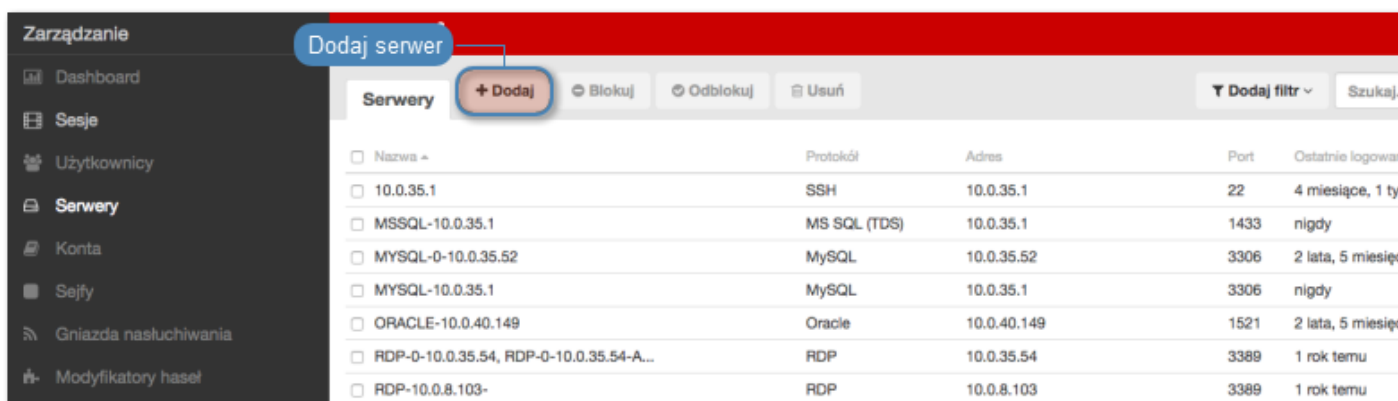 Zarządzanie
Dodaj serwer
Dashboard
Sesje
Użytkownicy
Serwery
Konta
Sejfy
Gniazda nasłuchiwania
Modyfikatory haseł
Serwery + Dodaj Blokuj Odblokuj Usuń Dodaj filtr Szukaj
Nazwa Protokół Adres Port Ostatnie
10.0.35.1 SSH 10.0.35.1 22 4 miesiące, 1
MSSQL-10.0.35.1 MS SQL (TDS) 10.0.35.1 1433 nigdy
MYSQL-0-10.0.35.52 MySQL 10.0.35.52 3306 2 lata, 5
MYSQL-10.0.35.1 MySQL 10.0.35.1 3306 nigdy
ORACLE-10.0.40.149 Oracle 10.0.40.149 1521 2 lata, 5
RDP-0-10.0.35.54, RDP-0-10.0.35.54-A... RDP 10.0.35.54 3389 1 rok temu
RDP-10.0.8.103- RDP 10.0.8.103 3389 1 rok temu